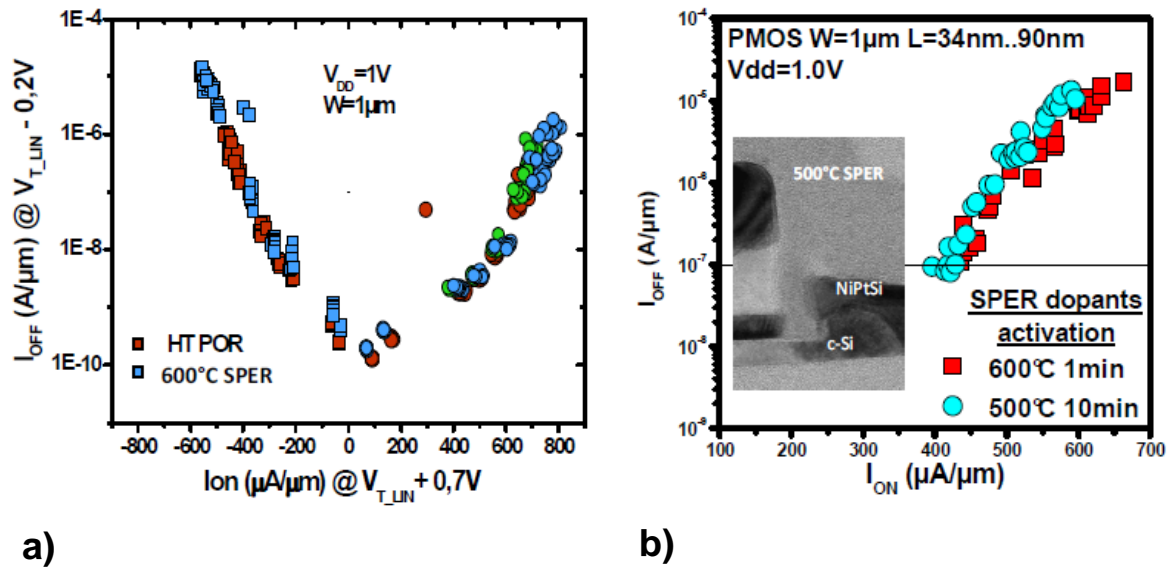 1E-4
1E-6
1E-8
1E-10
I_OFF (A/µm) @ V_T_LIN - 0,2V
V_DD=1V
W=1µm
HT POR
600°C SPER
-800 -600 -400 -200 0 200 400 600 800
Ion (µA/µm) @ V_T_LIN + 0,7V
a)
10⁻⁴
10⁻⁵
10⁻⁶
10⁻⁷
10⁻⁸
10⁻⁹
I_OFF (A/µm)
PMOS W=1µm L=34nm..90nm
Vdd=1.0V
500°C SPER
NiPtSi
c-Si
SPER dopants
activation
600°C 1min
500°C 10min
100 200 300 400 500 600 700
I_ON (µA/µm)
b)